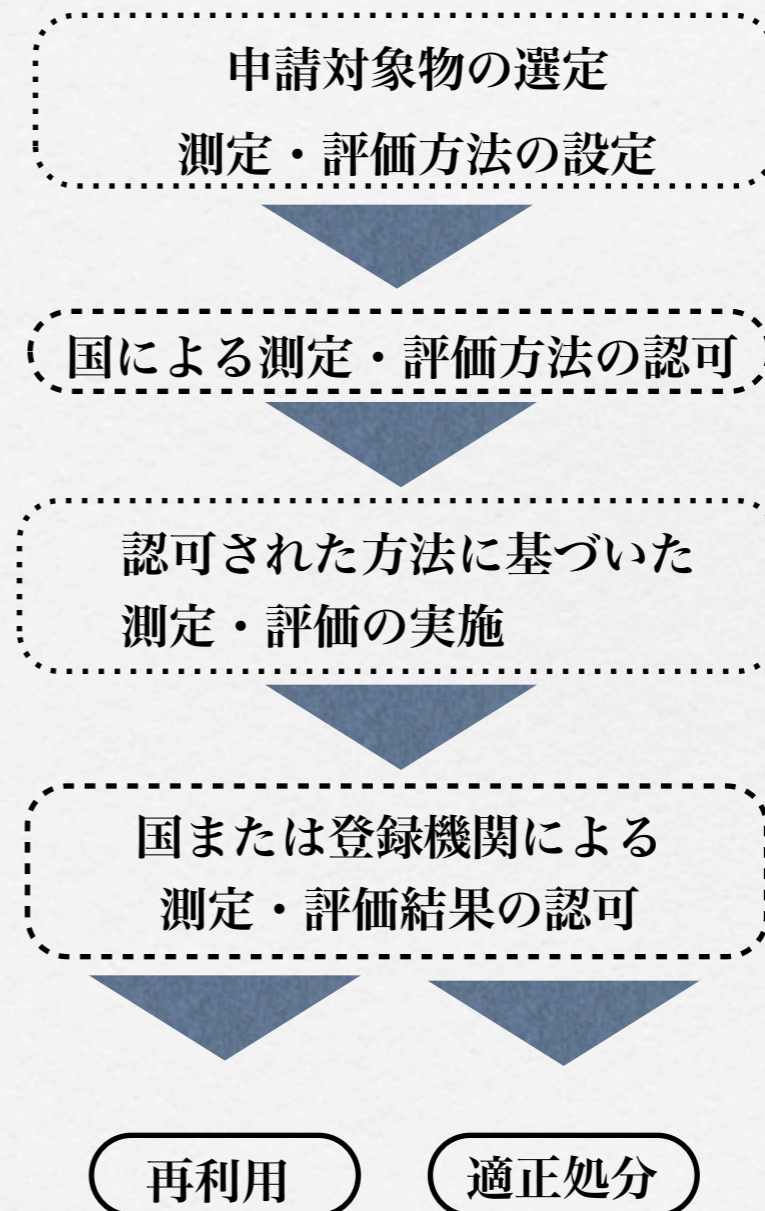 申請対象物の選定
測定・評価方法の設定
国による測定・評価方法の認可
認可された方法に基づいた
測定・評価の実施
国または登録機関による
測定・評価結果の認可
再利用
適正処分